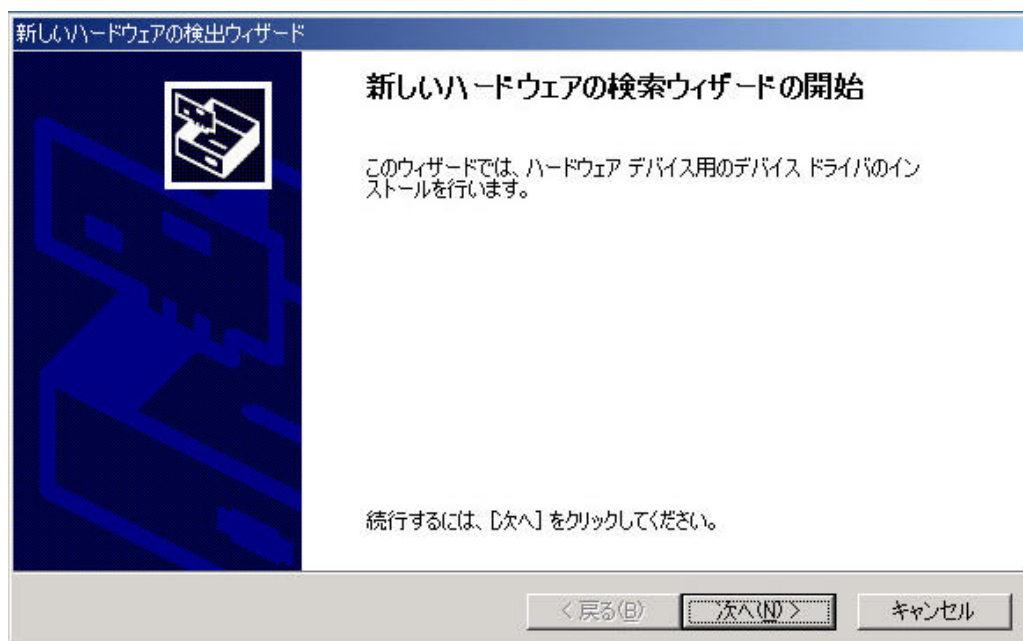 新しいハードウェアの検出ウィザード
新しいハードウェアの検索ウィザードの開始
このウィザードでは、ハードウェア デバイス用のデバイス ドライバのイン
ストールを行います。
続行するには、[次へ] をクリックしてください。
< 戻る(B)
次へ(N) >
キャンセル